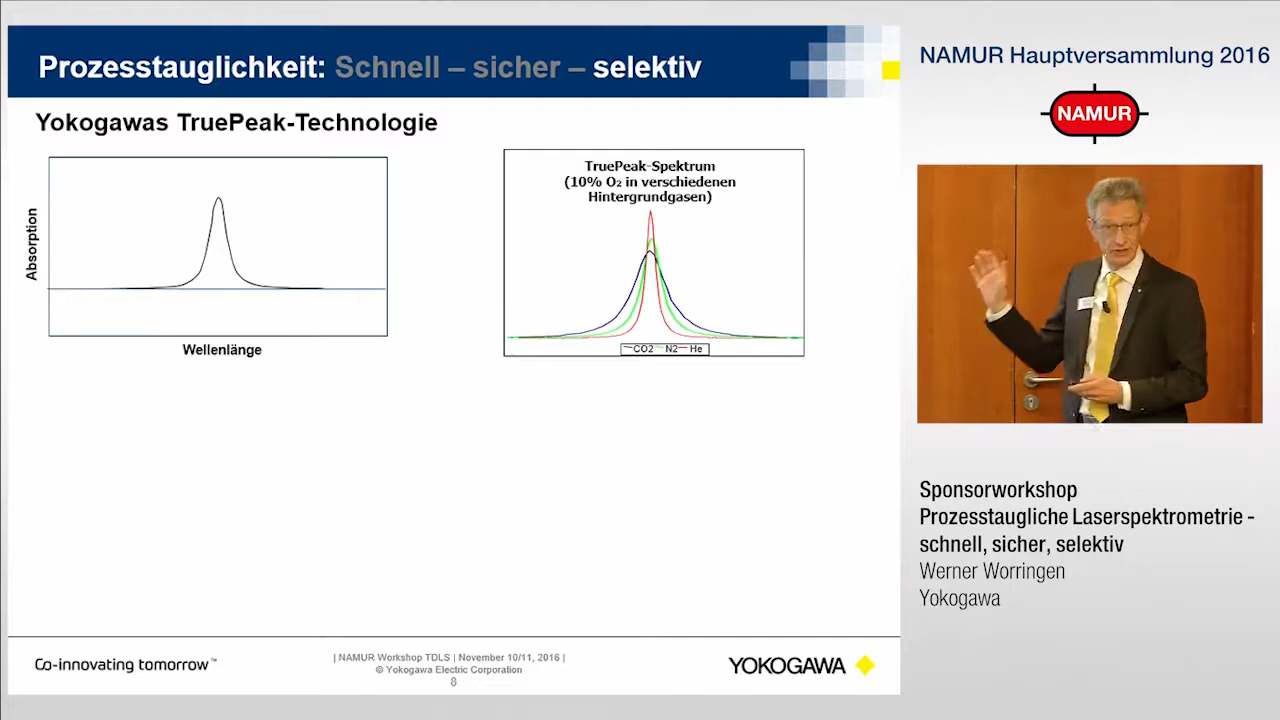 Prozesstauglichkeit: Schnell – sicher – selektiv
Yokogawas TruePeak-Technologie
Absorption
Wellenlänge
TruePeak-Spektrum
(10% O₂ in verschiedenen
Hintergrundgasen)
CO2 N2 He
Co-innovating tomorrow™
| NAMUR Workshop TDLS | November 10/11, 2016 |
© Yokogawa Electric Corporation
8
YOKOGAWA
NAMUR Hauptversammlung 2016
NAMUR
Sponsorworkshop
Prozesstaugliche Laserspektrometrie -
schnell, sicher, selektiv
Werner Worringen
Yokogawa